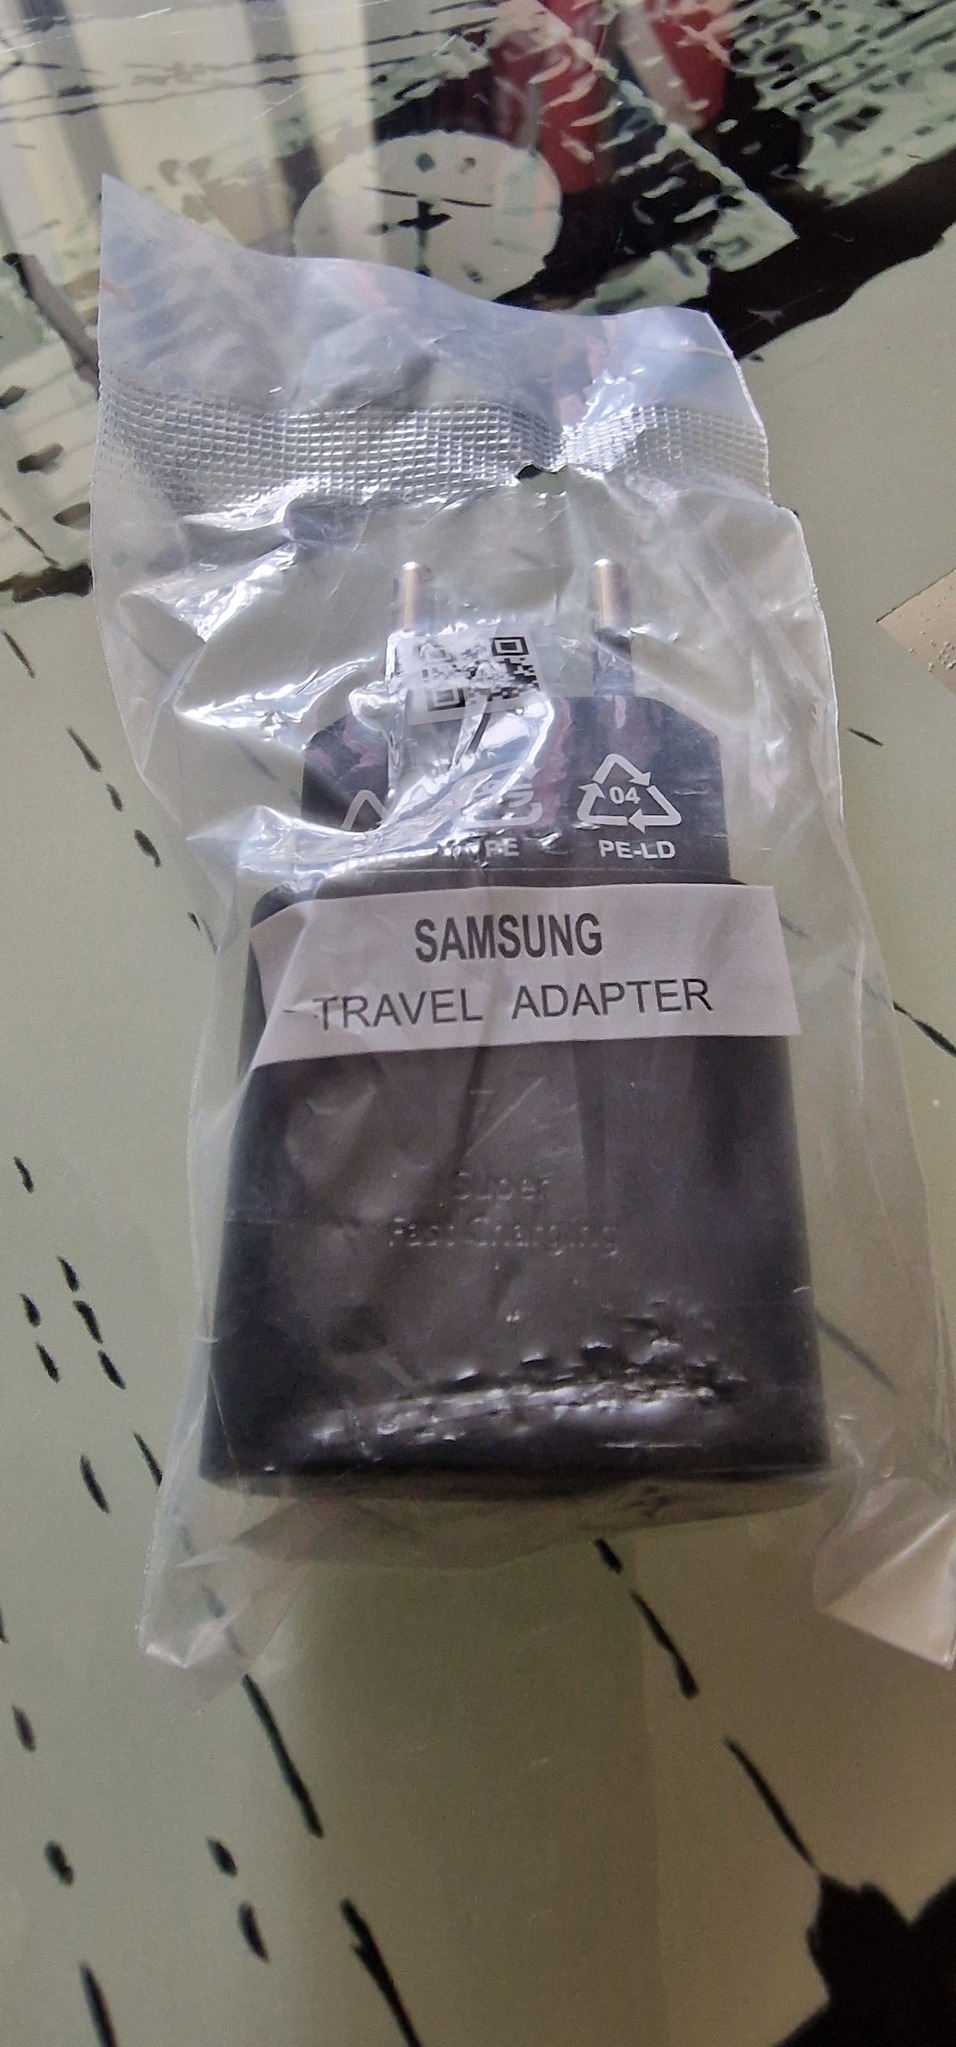 04
PE-LD
SAMSUNG
TRAVEL ADAPTER
Super
Fast Charging